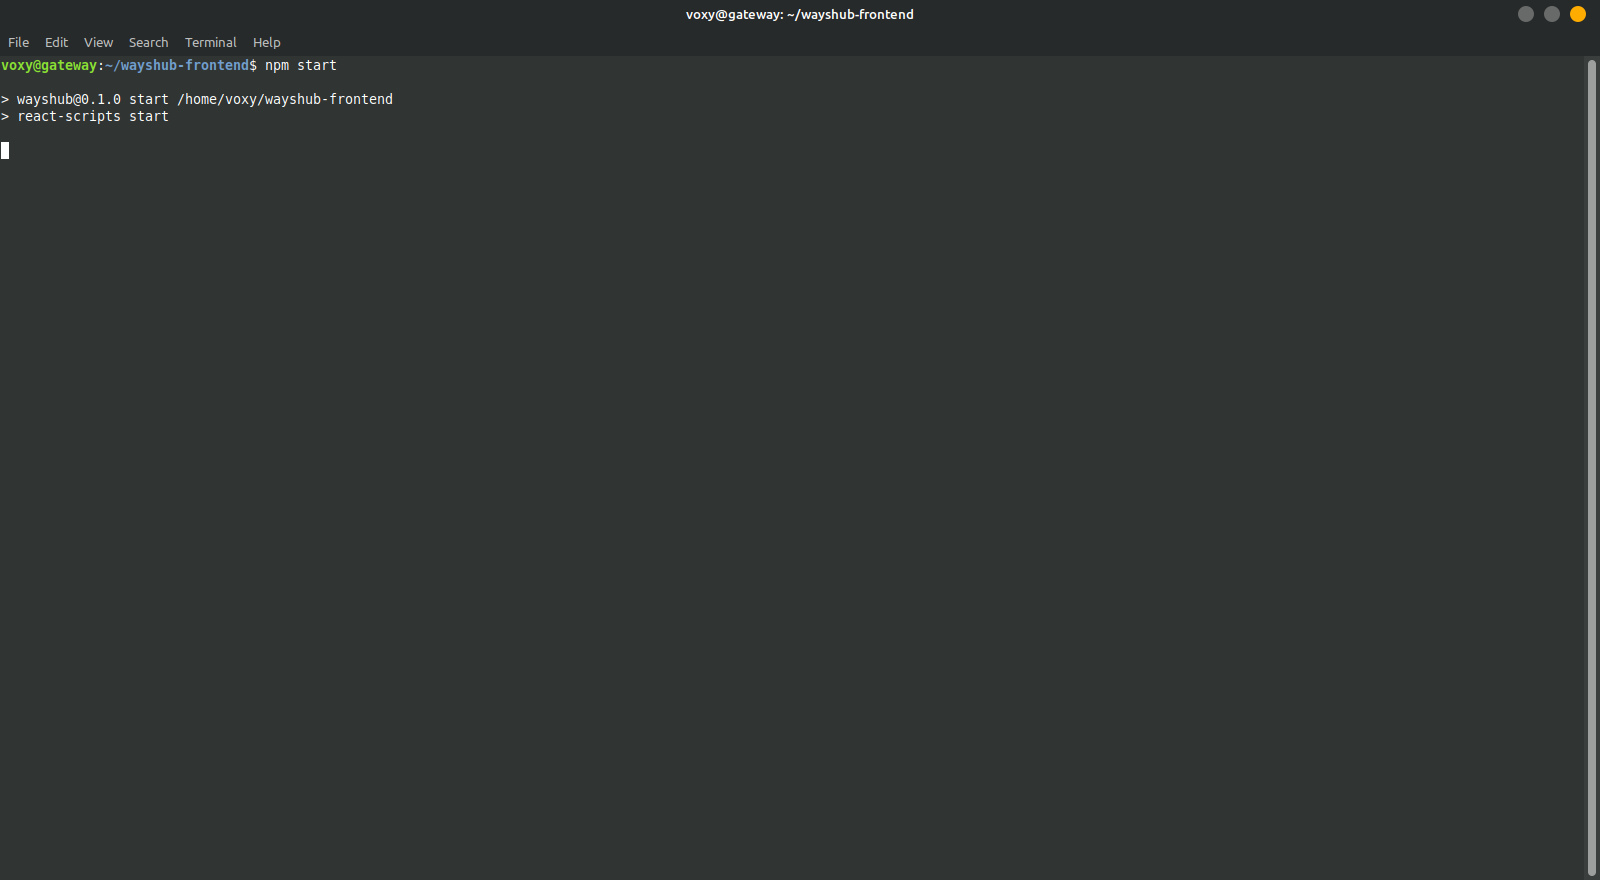 voxy@gateway: ~/wayshub-frontend
File Edit View Search Terminal Help
voxy@gateway:~/wayshub-frontend$ npm start
> wayshub@0.1.0 start /home/voxy/wayshub-frontend
> react-scripts start